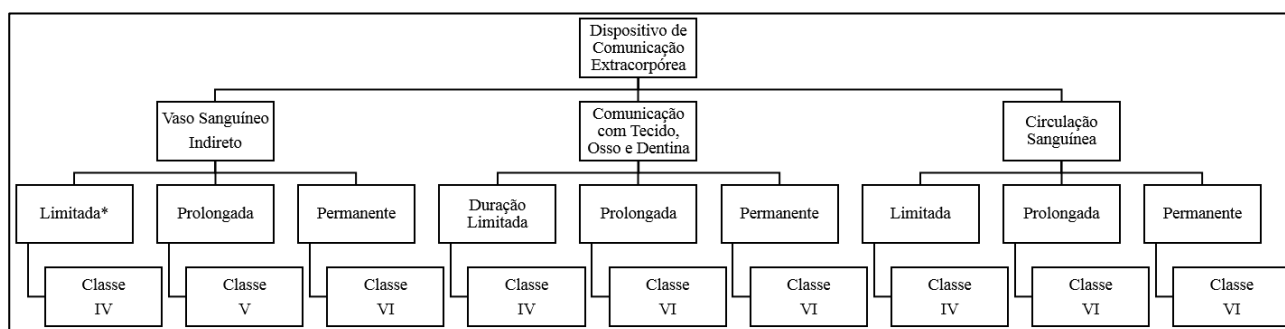 Dispositivo de
Comunicação
Extracorpórea
Vaso Sanguíneo
Indireto
Comunicação
com Tecido,
Osso e Dentina
Circulação
Sanguínea
Limitada*
Prolongada
Permanente
Duração
Limitada
Prolongada
Permanente
Limitada
Prolongada
Permanente
Classe
IV
Classe
V
Classe
VI
Classe
IV
Classe
VI
Classe
VI
Classe
IV
Classe
VI
Classe
VI